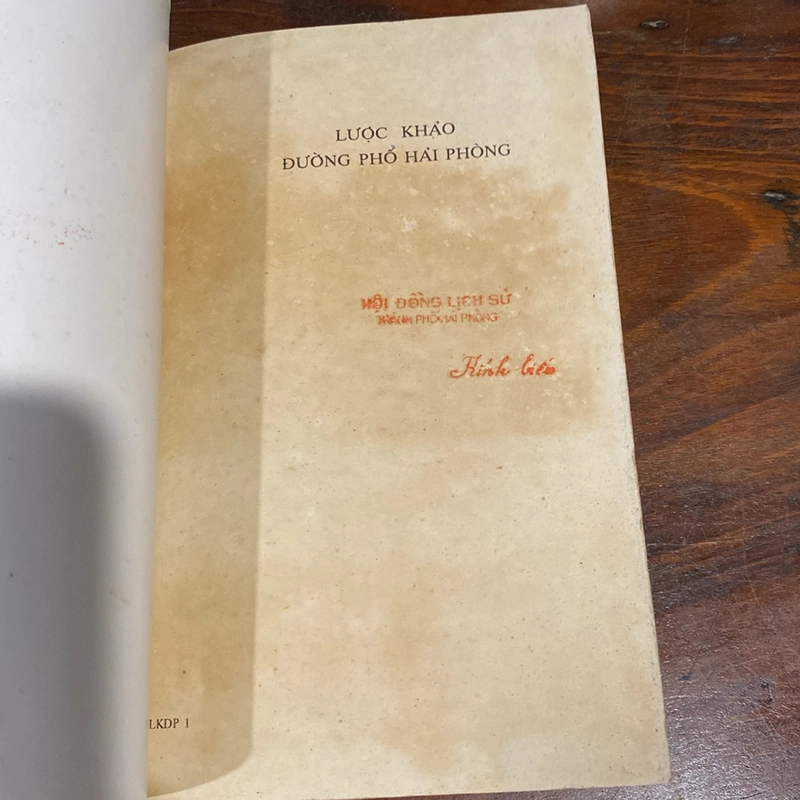 LƯỢC KHẢO
ĐƯỜNG PHỐ HẢI PHÒNG
HỘI ĐỒNG LỊCH SỬ
THÀNH PHỐ HẢI PHÒNG
Kính biếu
LKDP 1